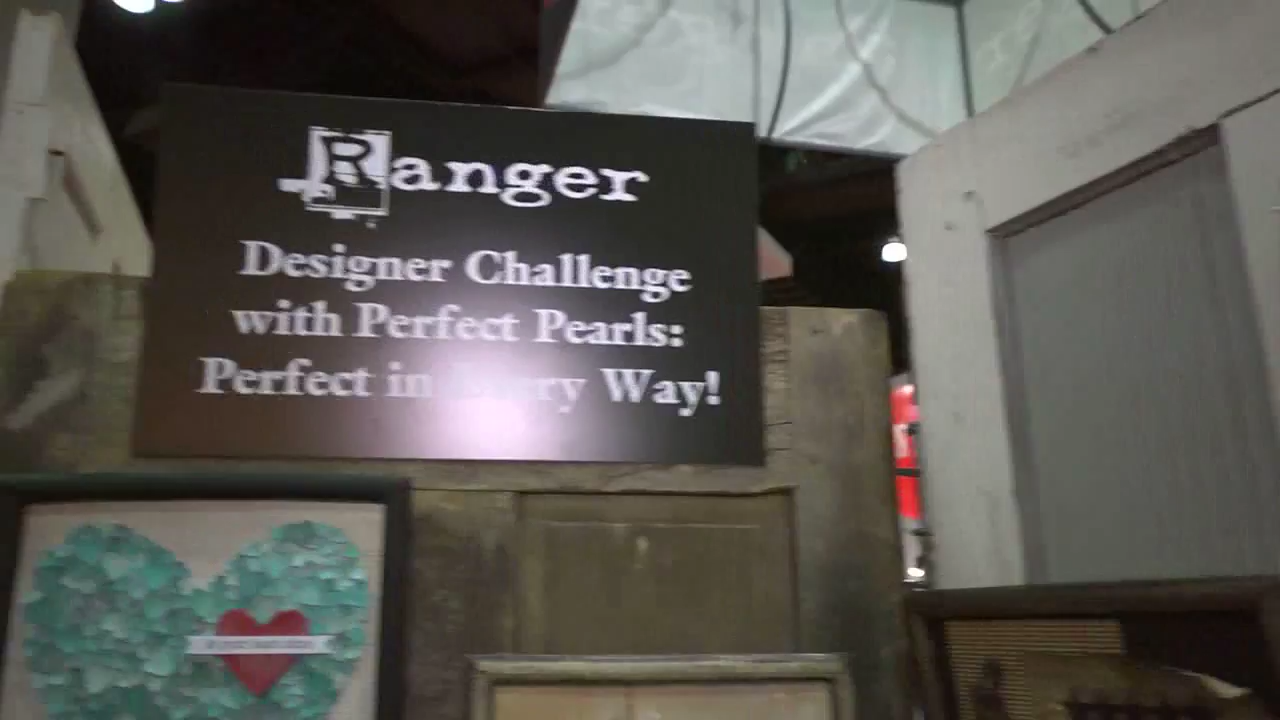 Ranger
Designer Challenge
with Perfect Pearls:
Perfect in Every Way!